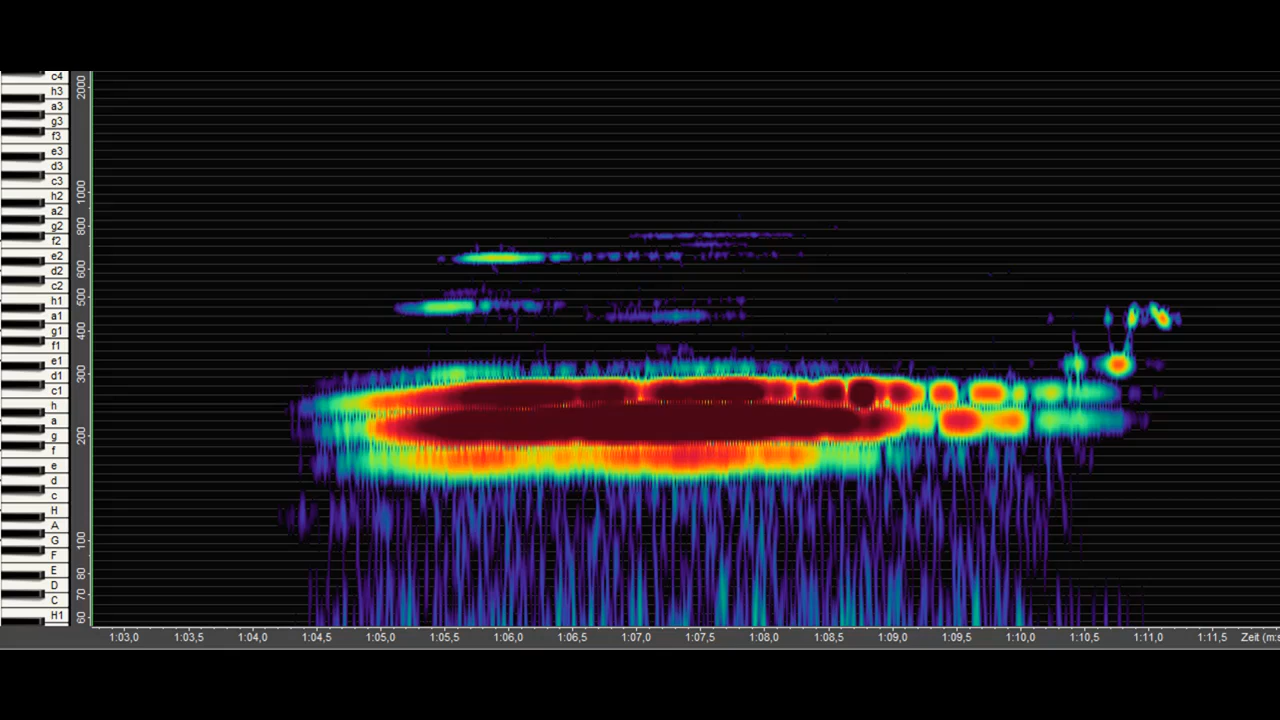 c4
h3
a3
g3
f3
e3
d3
c3
h2
a2
g2
f2
e2
d2
c2
h1
a1
g1
f1
e1
d1
c1
h
a
g
f
e
d
c
H
A
G
F
E
D
C
H1
2000
1000
800
600
500
400
300
200
100
80
70
60
1:03,0 1:03,5 1:04,0 1:04,5 1:05,0 1:05,5 1:06,0 1:06,5 1:07,0 1:07,5 1:08,0 1:08,5 1:09,0 1:09,5 1:10,0 1:10,5 1:11,0 1:11,5 Zeit (m:s